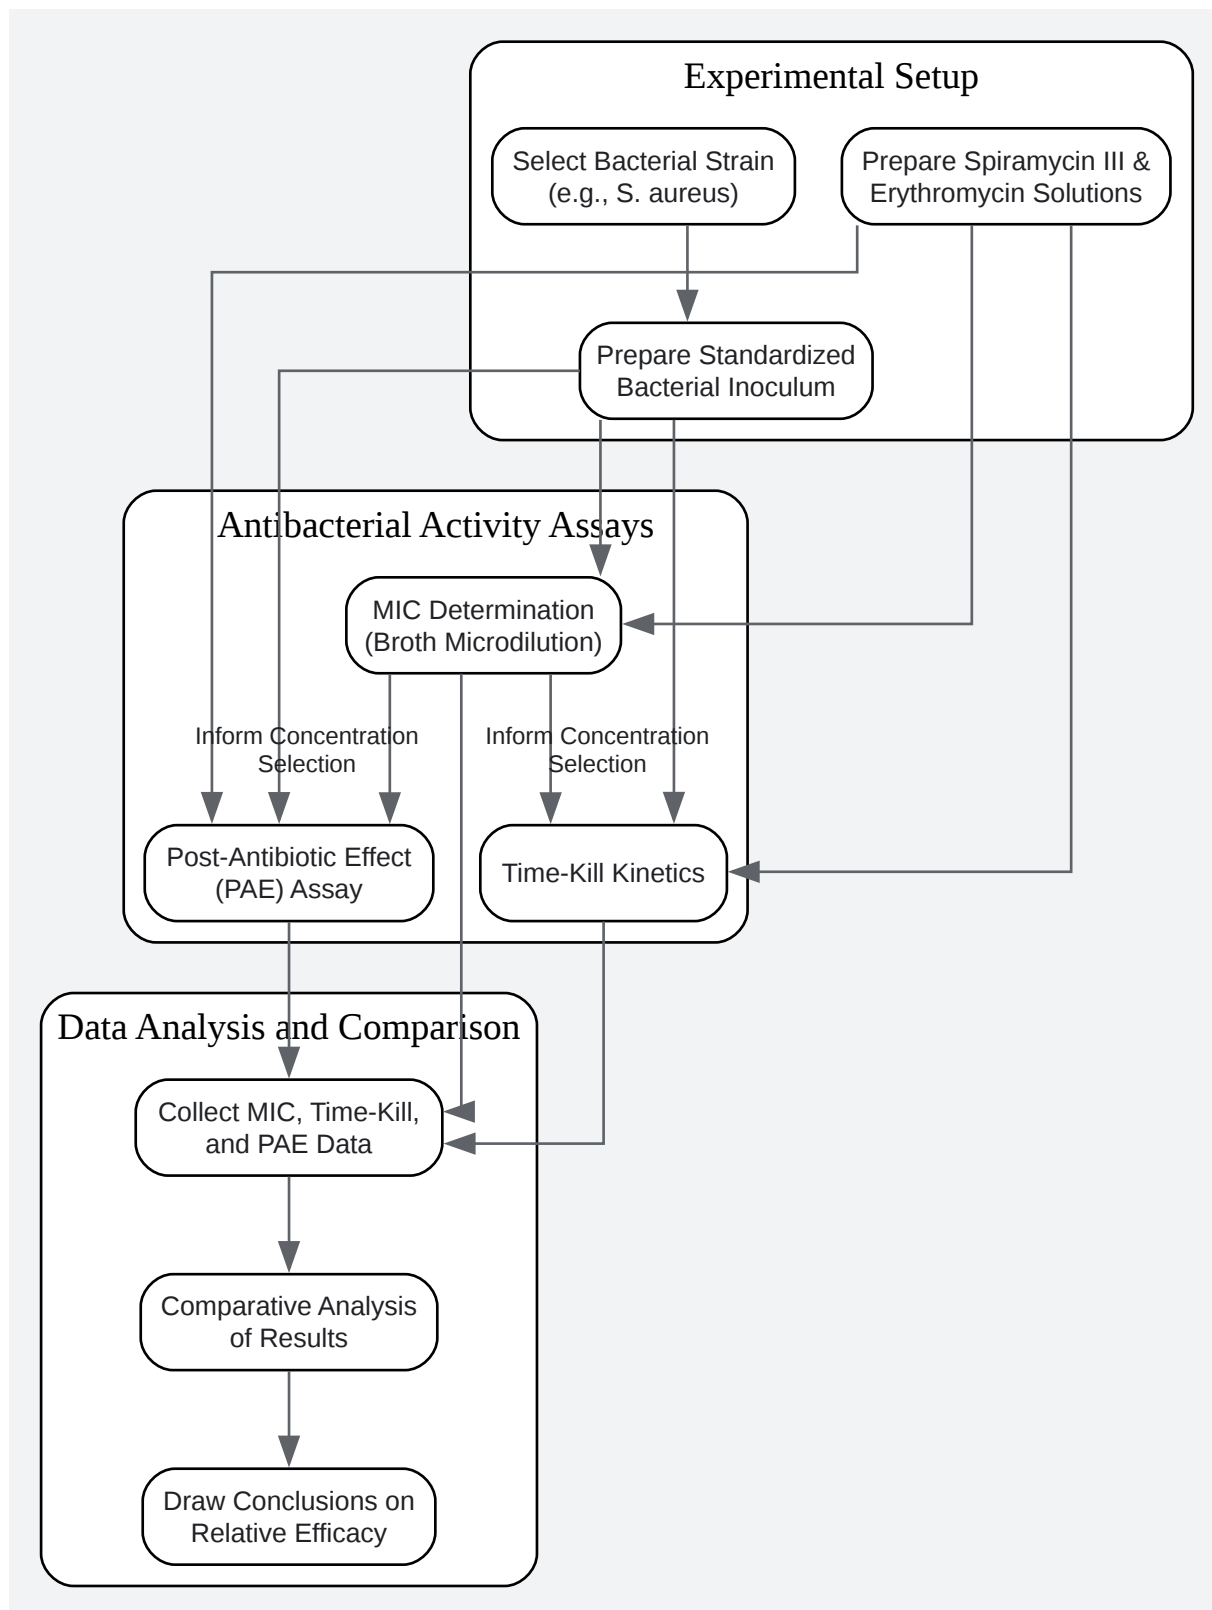 Experimental Setup
Select Bacterial Strain
(e.g., S. aureus)
Prepare Spiramycin III &
Erythromycin Solutions
Prepare Standardized
Bacterial Inoculum
Antibacterial Activity Assays
MIC Determination
(Broth Microdilution)
Inform Concentration
Selection
Inform Concentration
Selection
Post-Antibiotic Effect
(PAE) Assay
Time-Kill Kinetics
Data Analysis and Comparison
Collect MIC, Time-Kill,
and PAE Data
Comparative Analysis
of Results
Draw Conclusions on
Relative Efficacy